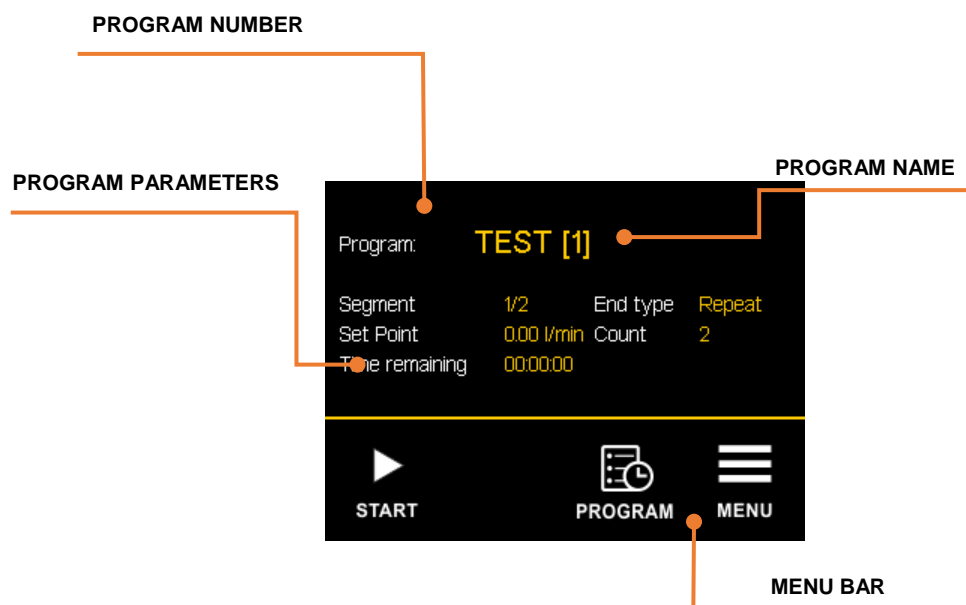 PROGRAM NUMBER
PROGRAM NAME
PROGRAM PARAMETERS
Program: TEST [1]
Segment 1/2 End type Repeat
Set Point 0.00 l/min Count 2
Time remaining 00:00:00
START PROGRAM MENU
MENU BAR